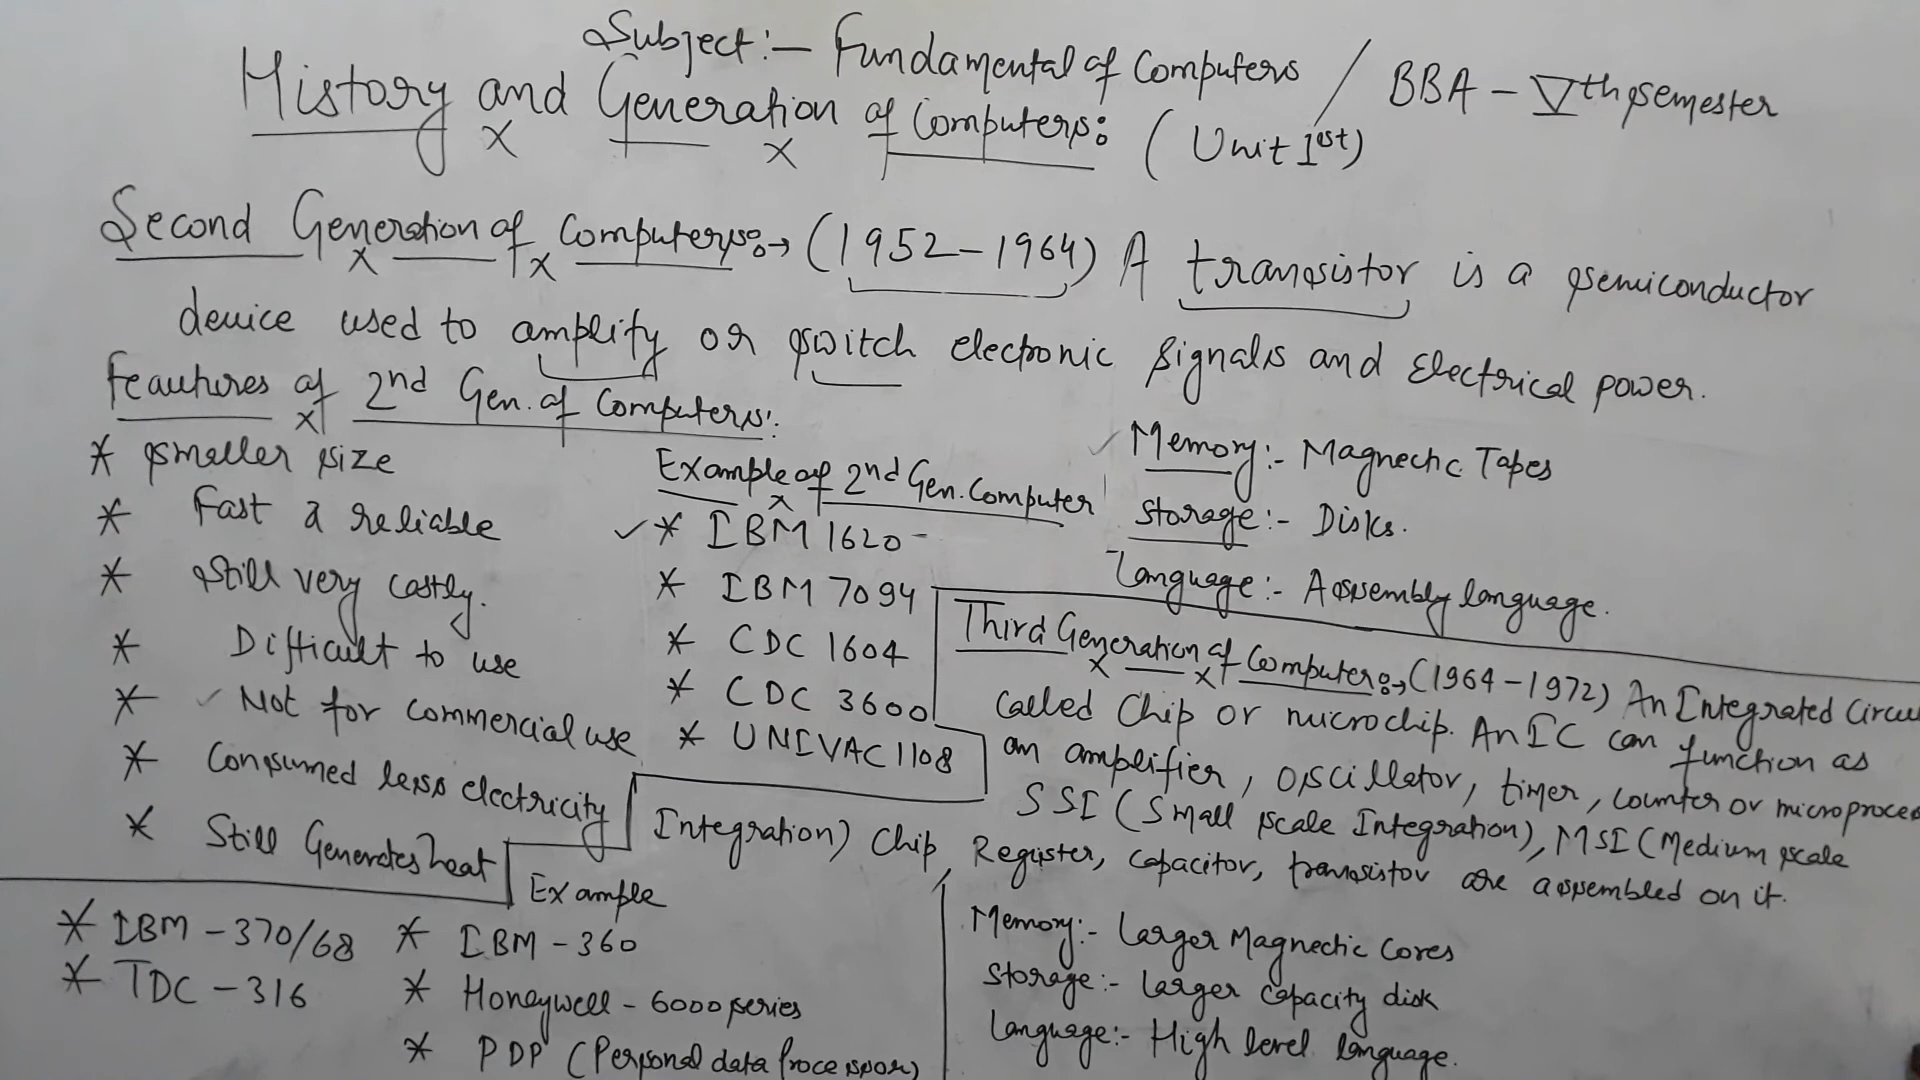 Subject:- Fundamental of Computers / BBA - Vth semester
History and Generation of Computers: (Unit Ist)
Second Generation of Computers:→ (1952-1964) A transistor is a semiconductor
device used to amplify or switch electronic signals and electrical power.
Feautures of 2nd Gen. of Computers:
* smaller size
* Fast & reliable
* Still very costly.
* Difficult to use
* Not for commercial use
* Consumed less electricity
* Still Generates heat
Example of 2nd Gen. Computer
* IBM 1620
* IBM 7094
* CDC 1604
* CDC 3600
* UNIVAC 1108
Memory:- Magnectic Tapes
Storage:- Disks.
Language:- Assembly language.
Third Generation of Computers:→ (1964-1972) An Integrated Circu
called Chip or microchip. An IC can function as
an amplifier, oscillator, timer, counter or microproces
SSI (Small scale Integration), MSI (Medium scale
Integration) Chip, Register, capacitor, transistor are assembled on it.
Example
* IBM - 370/68
* TDC - 316
* IBM - 360
* Honeywell - 6000 series
* PDP (Personal data Processor)
Memory:- Larger Magnectic Cores
Storage:- Larger capacity disk
Language:- High level language.